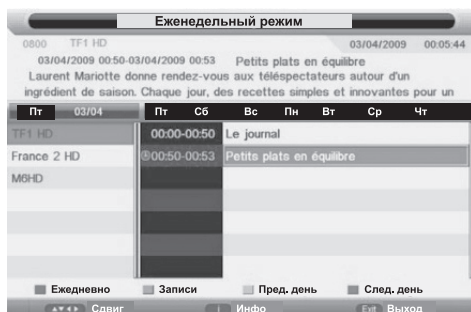 Еженедельный режим
0800 TF1 HD 03/04/2009 00:05:44
03/04/2009 00:50-03/04/2009 00:53 Petits plats en équilibre
Laurent Mariotte donne rendez-vous aux téléspectateurs autour d'un
ingrédient de saison. Chaque jour, des recettes simples et innovantes pour un
Пт 03/04 Пт Сб Вс Пн Вт Ср Чт
TF1 HD 00:00-00:50 Le journal
France 2 HD 00:50-00:53 Petits plats en équilibre
M6HD
Ежедневно Записи Пред. день След. день
Сдвиг i Инфо Exit Выход